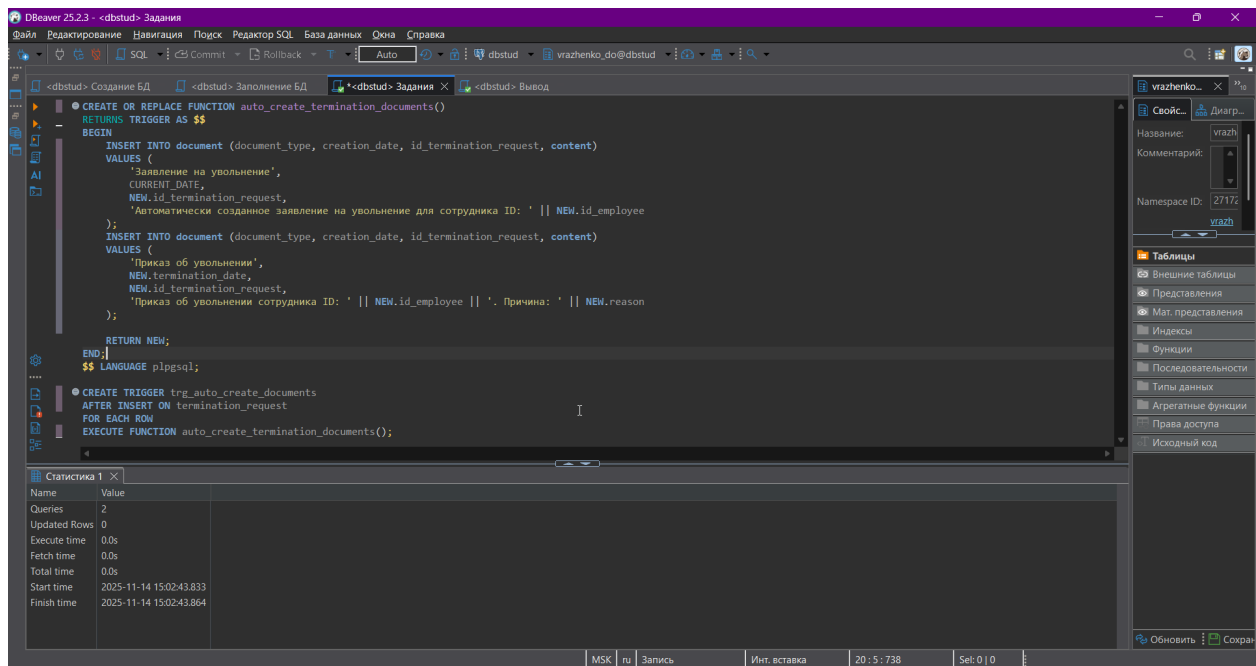 DBeaver 25.2.3 - <dbstud> Задания
Файл Редактирование Навигация Поиск Редактор SQL База данных Окна Справка
SQL Commit Rollback T Auto dbstud vrazhenko_do@dbstud
<dbstud> Создание БД <dbstud> Заполнение БД *<dbstud> Задания <dbstud> Вывод
CREATE OR REPLACE FUNCTION auto_create_termination_documents()
RETURNS TRIGGER AS $$
BEGIN
INSERT INTO document (document_type, creation_date, id_termination_request, content)
VALUES (
'Заявление на увольнение',
CURRENT_DATE,
NEW.id_termination_request,
'Автоматически созданное заявление на увольнение для сотрудника ID: ' || NEW.id_employee
);
INSERT INTO document (document_type, creation_date, id_termination_request, content)
VALUES (
'Приказ об увольнении',
NEW.termination_date,
NEW.id_termination_request,
'Приказ об увольнении сотрудника ID: ' || NEW.id_employee || '. Причина: ' || NEW.reason
);
RETURN NEW;
END;
$$ LANGUAGE plpgsql;
CREATE TRIGGER trg_auto_create_documents
AFTER INSERT ON termination_request
FOR EACH ROW
EXECUTE FUNCTION auto_create_termination_documents();
AI
Статистика 1
Name Value
Queries 2
Updated Rows 0
Execute time 0.0s
Fetch time 0.0s
Total time 0.0s
Start time 2025-11-14 15:02:43.833
Finish time 2025-11-14 15:02:43.864
vrazhenko... »10
Свойс... Диагр...
Название: vrazh
Комментарий:
Namespace ID: 27172
vrazh
Таблицы
Внешние таблицы
Представления
Мат. представления
Индексы
Функции
Последовательности
Типы данных
Агрегатные функции
Права доступа
Исходный код
Обновить Сохран
MSK ru Запись Инт. вставка 20 : 5 : 738 Sel: 0 | 0